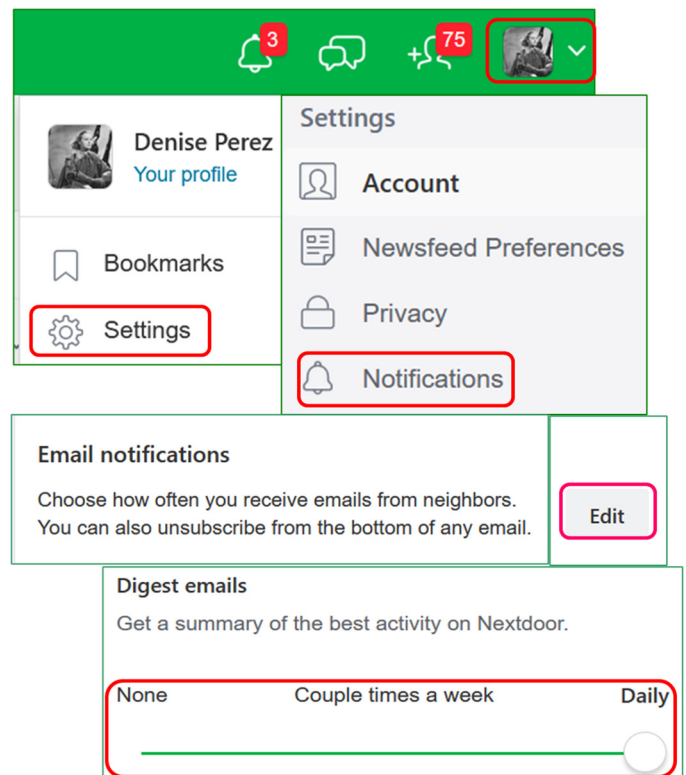 3
75
Denise Perez
Your profile
Bookmarks
Settings
Settings
Account
Newsfeed Preferences
Privacy
Notifications
Email notifications
Choose how often you receive emails from neighbors.
You can also unsubscribe from the bottom of any email.
Edit
Digest emails
Get a summary of the best activity on Nextdoor.
None Couple times a week Daily